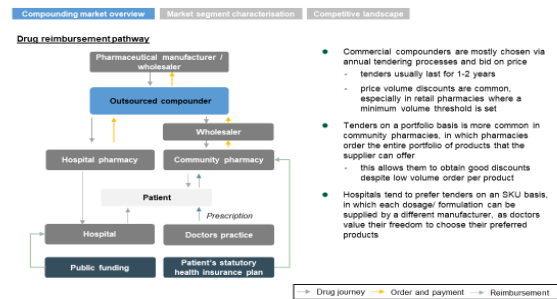 Compounding market overview
Market segment characterisation
Competitive landscape
Drug reimbursement pathway
Pharmaceutical manufacturer /
wholesaler
Outsourced compounder
Wholesaler
Hospital pharmacy
Community pharmacy
Patient
Prescription
Hospital
Doctors practice
Public funding
Patient's statutory
health insurance plan
Commercial compounders are mostly chosen via
annual tendering processes and bid on price
- tenders usually last for 1-2 years
- price volume discounts are common,
especially in retail pharmacies where a
minimum volume threshold is set
Tenders on a portfolio basis is more common in
community pharmacies, in which pharmacies
order the entire portfolio of products that the
supplier can offer
- this allows them to obtain good discounts
despite low volume order per product
Hospitals tend to prefer tenders on an SKU basis,
in which each dosage/ formulation can be
supplied by a different manufacturer, as doctors
value their freedom to choose their preferred
products
Drug journey
Order and payment
Reimbursement